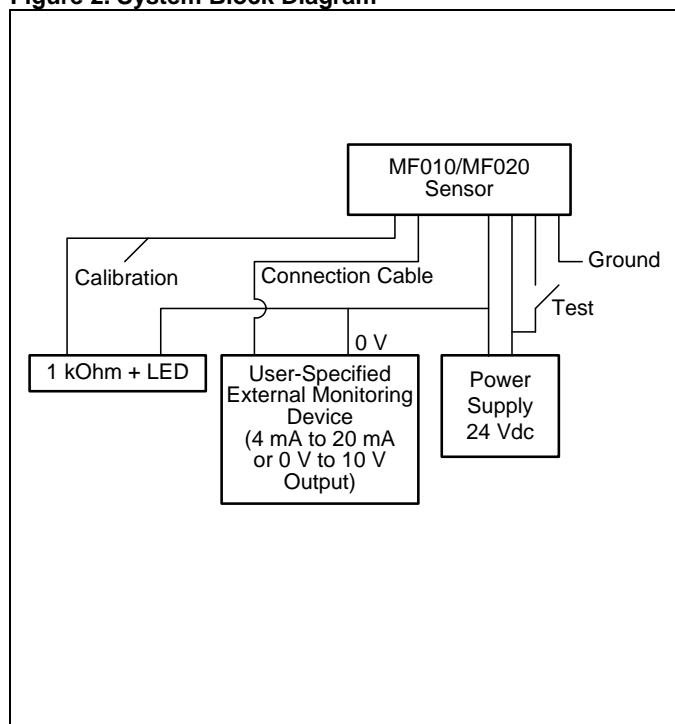 Figure 2. System Block Diagram
MF010/MF020
Sensor
Ground
Calibration
Connection Cable
Test
0 V
1 kOhm + LED
User-Specified
External Monitoring
Device
(4 mA to 20 mA
or 0 V to 10 V
Output)
Power
Supply
24 Vdc